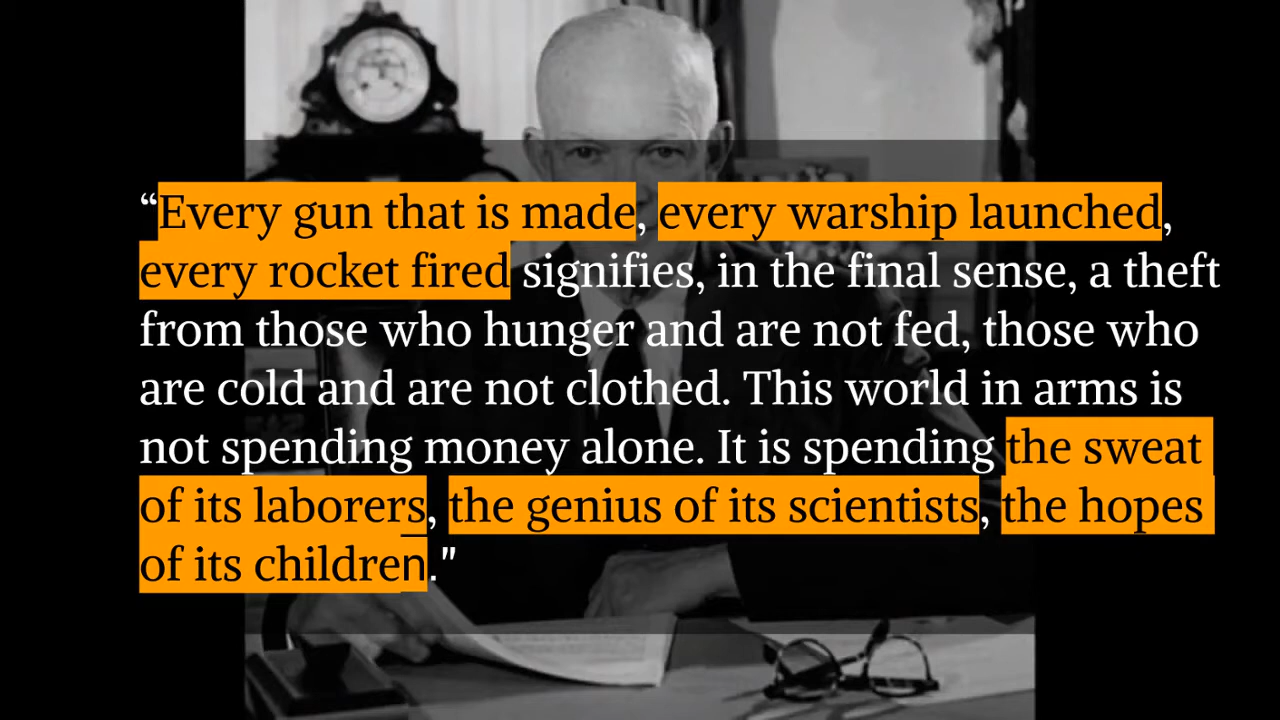 “Every gun that is made, every warship launched,
every rocket fired signifies, in the final sense, a theft
from those who hunger and are not fed, those who
are cold and are not clothed. This world in arms is
not spending money alone. It is spending the sweat
of its laborers, the genius of its scientists, the hopes
of its children."